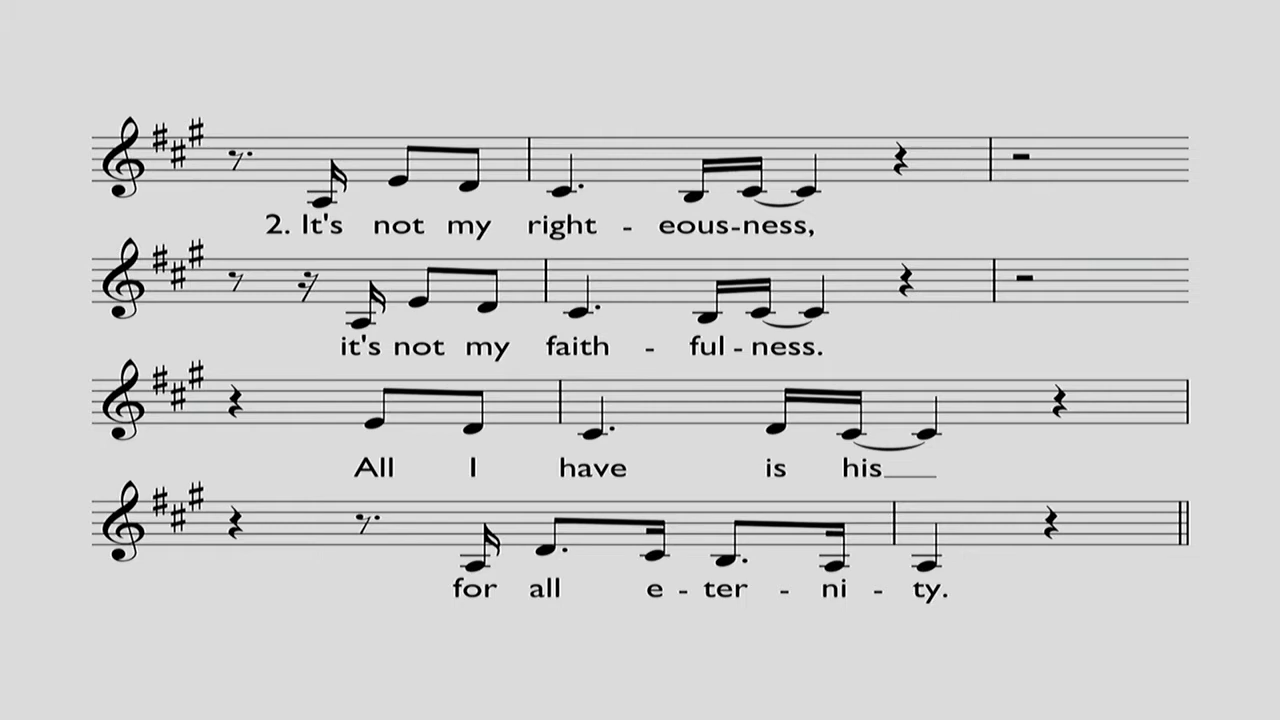 2. It's not my right - eous-ness,
it's not my faith - ful - ness.
All I have is his
for all e - ter - ni - ty.